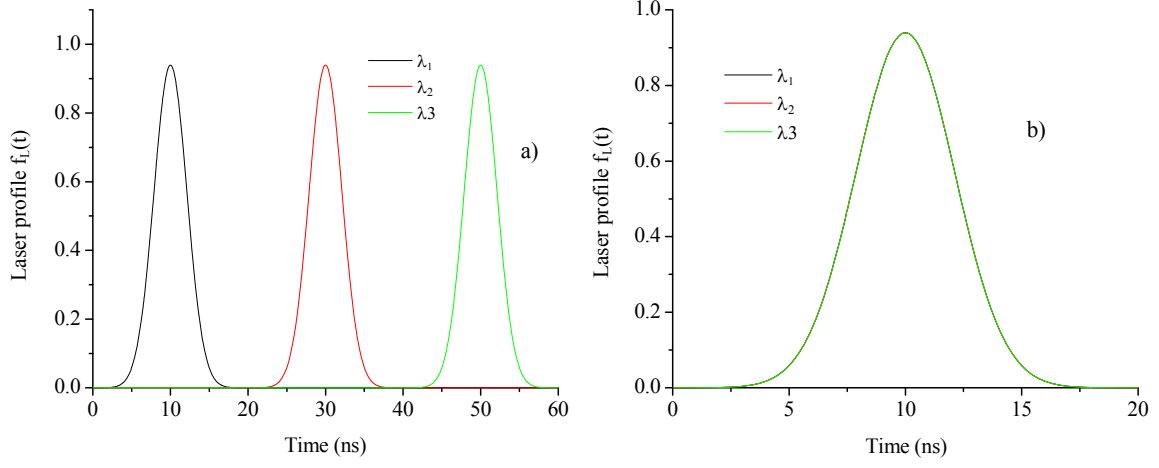 1.0
0.8
0.6
0.4
0.2
0.0
Laser profile f_L(t)
λ₁
λ₂
λ3
a)
0 10 20 30 40 50 60
Time (ns)
1.0
0.8
0.6
0.4
0.2
0.0
Laser profile f_L(t)
λ₁
λ₂
λ3
b)
0 5 10 15 20
Time (ns)